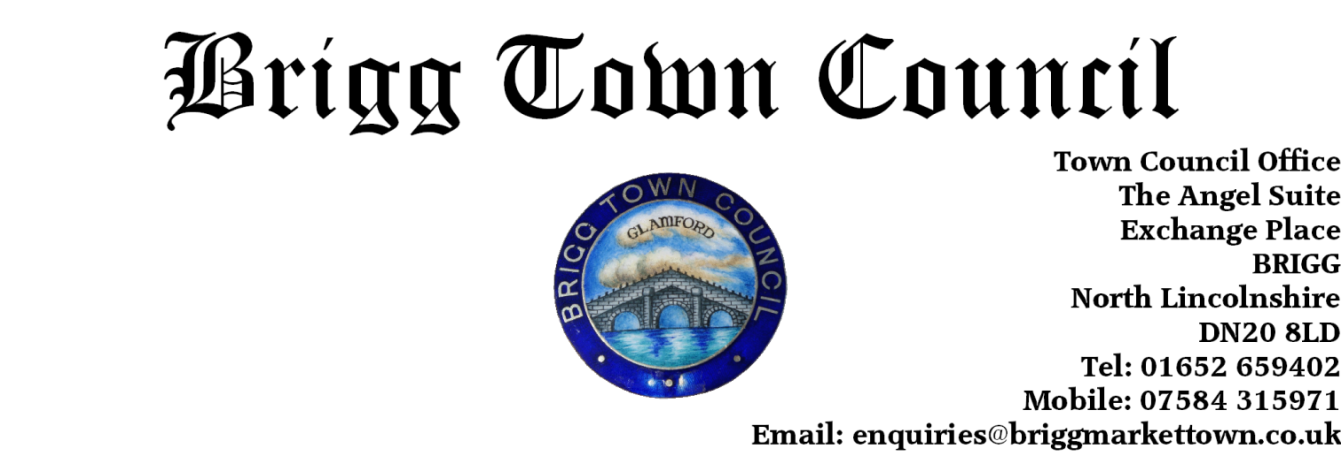 Brigg Town Council
Town Council Office
The Angel Suite
Exchange Place
BRIGG
North Lincolnshire
DN20 8LD
Tel: 01652 659402
Mobile: 07584 315971
Email: enquiries@briggmarkettown.co.uk
BRIGG TOWN COUNCIL
GLAMFORD